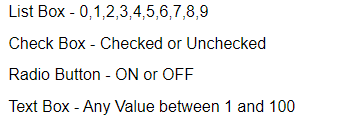 List Box - 0,1,2,3,4,5,6,7,8,9
Check Box - Checked or Unchecked
Radio Button - ON or OFF
Text Box - Any Value between 1 and 100